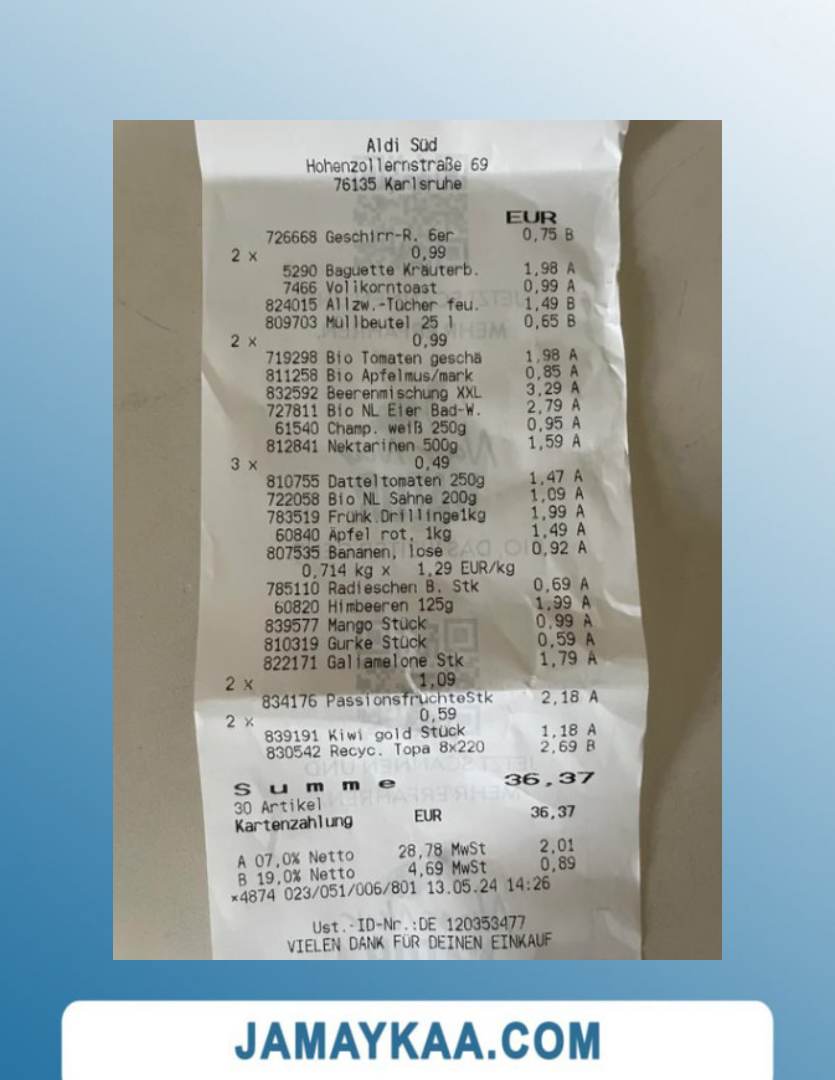 Aldi Süd
Hohenzollernstraße 69
76135 Karlsruhe
EUR
726668 Geschirr-R. 6er 0,75 B
2 x 0,99
5290 Baguette Kräuterb. 1,98 A
7466 Vollkorntoast 0,99 A
824015 Allzw.-Tücher feu. 1,49 B
809703 Müllbeutel 25 l 0,65 B
2 x 0,99
719298 Bio Tomaten geschä 1,98 A
811258 Bio Apfelmus/mark 0,85 A
832592 Beerenmischung XXL 3,29 A
727811 Bio NL Eier Bad-W. 2,79 A
61540 Champ. weiß 250g 0,95 A
812841 Nektarinen 500g 1,59 A
3 x 0,49
810755 Datteltomaten 250g 1,47 A
722058 Bio NL Sahne 200g 1,09 A
783519 Frühk.Drillinge1kg 1,99 A
60840 Äpfel rot, 1kg 1,49 A
807535 Bananen, lose 0,92 A
0,714 kg x 1,29 EUR/kg
785110 Radieschen B. Stk 0,69 A
60820 Himbeeren 125g 1,99 A
839577 Mango Stück 0,99 A
810319 Gurke Stück 0,59 A
822171 Galiamelone Stk 1,79 A
2 x 1,09
834176 PassionsfruchteStk 2,18 A
2 x 0,59
839191 Kiwi gold Stück 1,18 A
830542 Recyc. Topa 8x220 2,69 B
Summe 36,37
30 Artikel
Kartenzahlung EUR 36,37
A 07,0% Netto 28,78 MwSt 2,01
B 19,0% Netto 4,69 MwSt 0,89
*4874 023/051/006/801 13.05.24 14:26
Ust.-ID-Nr.:DE 120353477
VIELEN DANK FÜR DEINEN EINKAUF
JAMAYKAA.COM